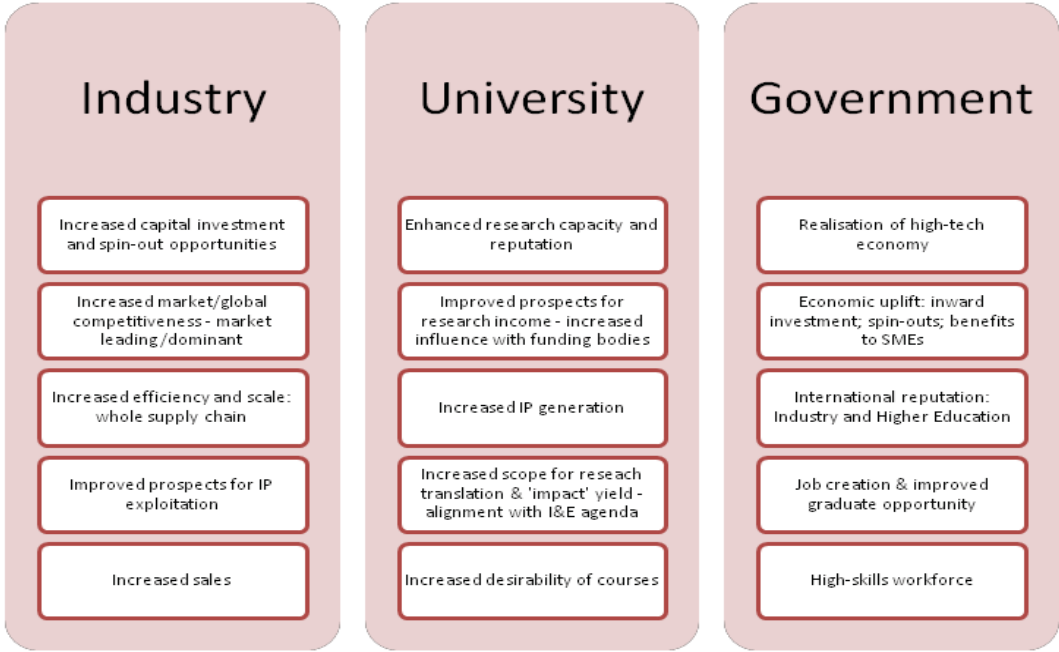 Industry
Increased capital investment
and spin-out opportunities
Increased market/global
competitiveness - market
leading/dominant
Increased efficiency and scale:
whole supply chain
Improved prospects for IP
exploitation
Increased sales
University
Enhanced research capacity and
reputation
Improved prospects for
research income - increased
influence with funding bodies
Increased IP generation
Increased scope for reseach
translation & 'impact' yield -
alignment with I&E agenda
Increased desirability of courses
Government
Realisation of high-tech
economy
Economic uplift: inward
investment; spin-outs; benefits
to SMEs
International reputation:
Industry and Higher Education
Job creation & improved
graduate opportunity
High-skills workforce